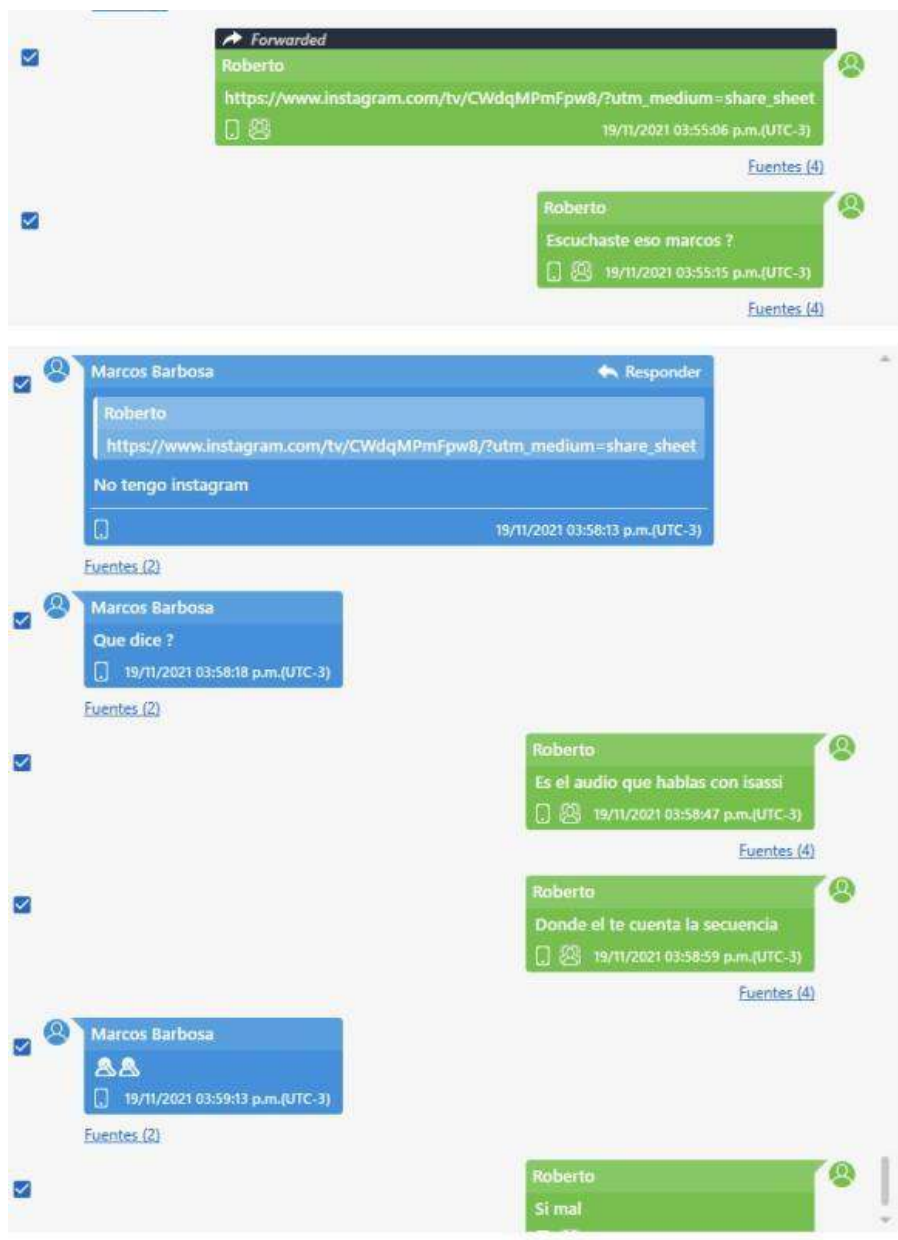 Forwarded
Roberto
https://www.instagram.com/tv/CWdqMPmFpw8/?utm_medium=share_sheet
19/11/2021 03:55:06 p.m.(UTC-3)
Fuentes (4)
Roberto
Escuchaste eso marcos ?
19/11/2021 03:55:15 p.m.(UTC-3)
Fuentes (4)
Marcos Barbosa Responder
Roberto
https://www.instagram.com/tv/CWdqMPmFpw8/?utm_medium=share_sheet
No tengo instagram
19/11/2021 03:58:13 p.m.(UTC-3)
Fuentes (2)
Marcos Barbosa
Que dice ?
19/11/2021 03:58:18 p.m.(UTC-3)
Fuentes (2)
Roberto
Es el audio que hablas con isassi
19/11/2021 03:58:47 p.m.(UTC-3)
Fuentes (4)
Roberto
Donde el te cuenta la secuencia
19/11/2021 03:58:59 p.m.(UTC-3)
Fuentes (4)
Marcos Barbosa
19/11/2021 03:59:13 p.m.(UTC-3)
Fuentes (2)
Roberto
Si mal